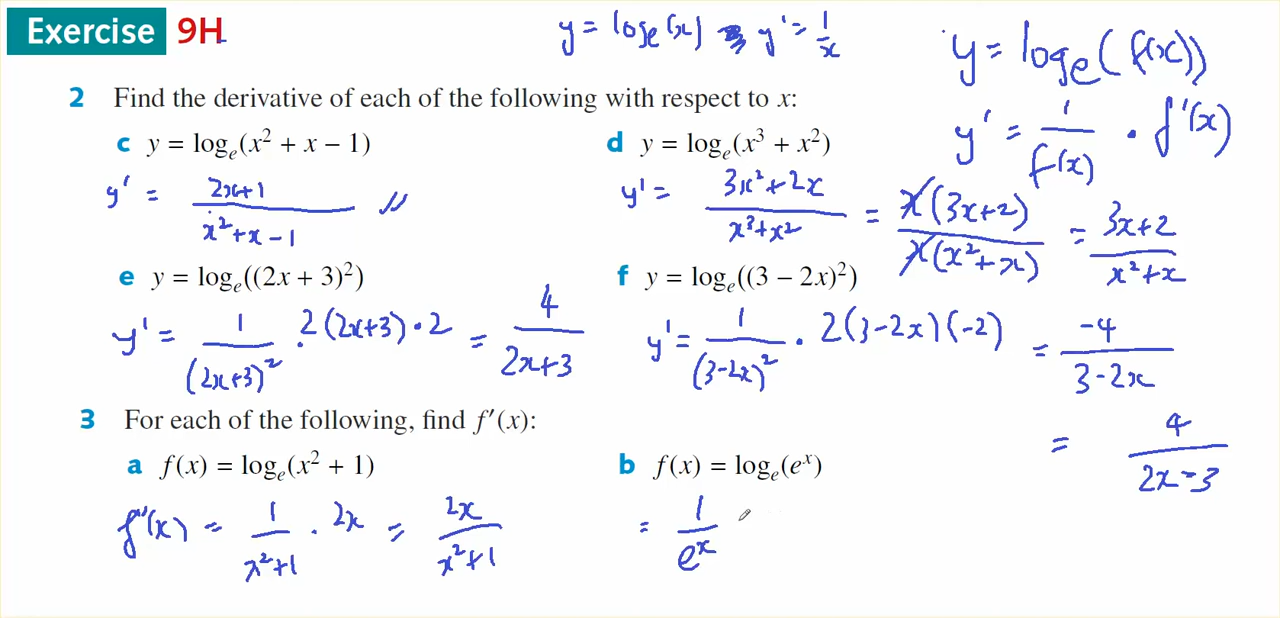 Exercise 9H
y = logₑ(x) ⇒ y' = 1/x
y = logₑ(f(x))
y' = 1/f(x) · f'(x)
2 Find the derivative of each of the following with respect to x:
c y = logₑ(x² + x − 1)
d y = logₑ(x³ + x²)
y' = (2x+1)/(x²+x−1) //
y' = (3x²+2x)/(x³+x²) = x(3x+2)/x(x²+x) = (3x+2)/(x²+x)
e y = logₑ((2x + 3)²)
f y = logₑ((3 − 2x)²)
y' = 1/(2x+3)² · 2(2x+3)·2 = 4/(2x+3)
y' = 1/(3−2x)² · 2(3−2x)(−2) = −4/(3−2x)
= 4/(2x−3)
3 For each of the following, find f′(x):
a f(x) = logₑ(x² + 1)
b f(x) = logₑ(eˣ)
f''(x) = 1/(x²+1) · 2x = 2x/(x²+1)
= 1/eˣ